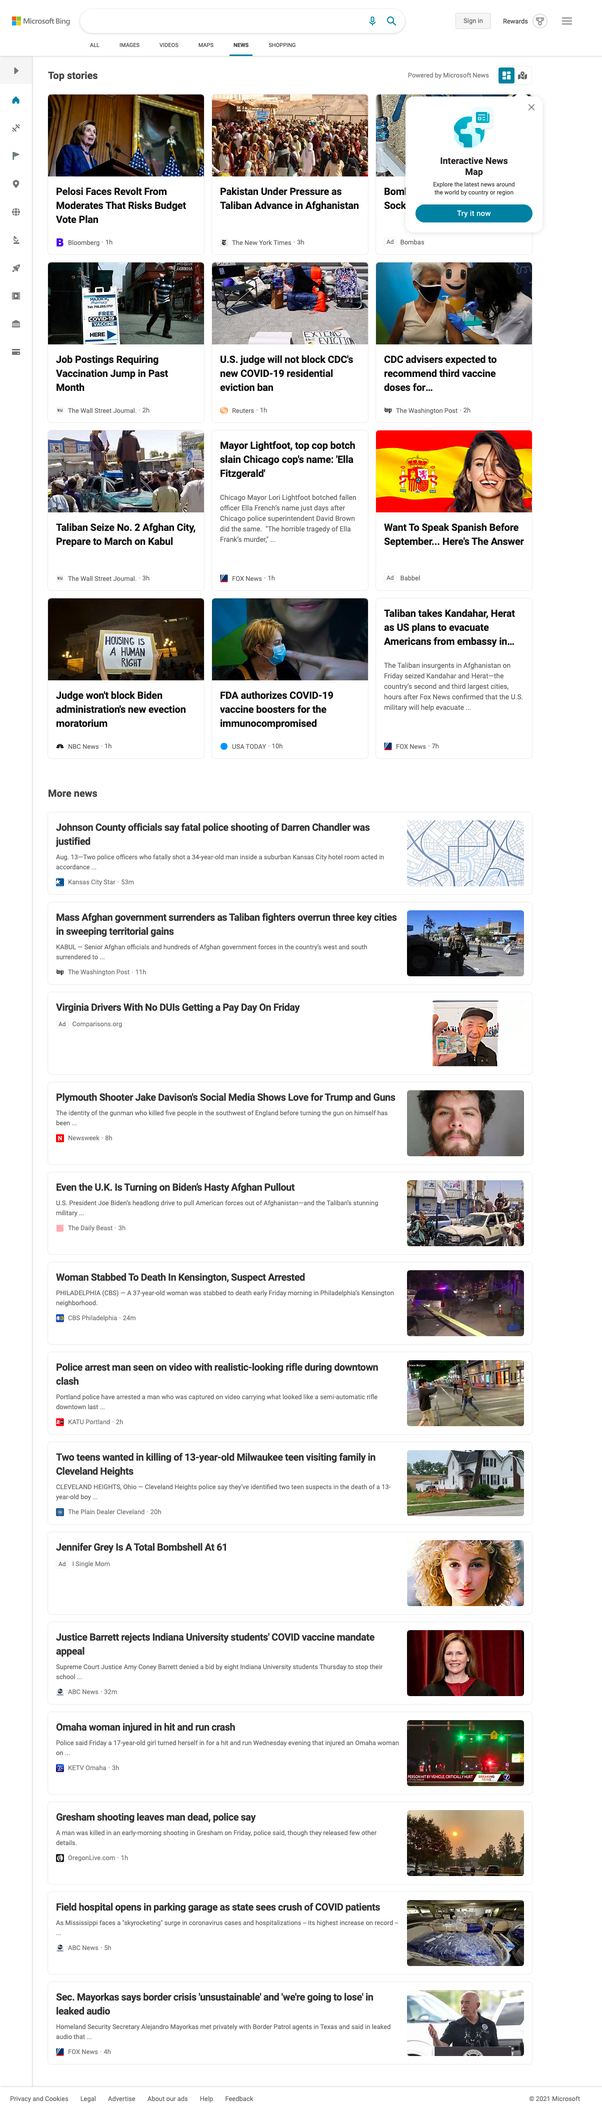 Microsoft Bing
Sign in
Rewards
ALL IMAGES VIDEOS MAPS NEWS SHOPPING
Top stories
Powered by Microsoft News
Pelosi Faces Revolt From
Moderates That Risks Budget
Vote Plan
Bloomberg · 1h
Pakistan Under Pressure as
Taliban Advance in Afghanistan
The New York Times · 3h
Sock
Ad Bombas
Interactive News
Map
Explore the latest news around
the world by country or region
Try it now
FREE
COVID-19
VACCINE
HERE
Job Postings Requiring
Vaccination Jump in Past
Month
The Wall Street Journal. · 2h
U.S. judge will not block CDC's
new COVID-19 residential
eviction ban
Reuters · 1h
CDC advisers expected to
recommend third vaccine
doses for...
The Washington Post · 2h
Taliban Seize No. 2 Afghan City,
Prepare to March on Kabul
The Wall Street Journal. · 3h
Mayor Lightfoot, top cop botch
slain Chicago cop's name: 'Ella
Fitzgerald'
Chicago Mayor Lori Lightfoot botched fallen
officer Ella French's name just days after
Chicago police superintendent David Brown
did the same. "The horrible tragedy of Ella
Frank's murder," ...
FOX News · 1h
Want To Speak Spanish Before
September... Here's The Answer
Ad Babbel
HOUSING IS
A HUMAN
RIGHT
Judge won't block Biden
administration's new evection
moratorium
NBC News · 1h
FDA authorizes COVID-19
vaccine boosters for the
immunocompromised
USA TODAY · 10h
Taliban takes Kandahar, Herat
as US plans to evacuate
Americans from embassy in...
The Taliban insurgents in Afghanistan on
Friday seized Kandahar and Herat—the
country's second and third largest cities,
hours after Fox News confirmed that the U.S.
military will help evacuate ...
FOX News · 7h
More news
Johnson County officials say fatal police shooting of Darren Chandler was
justified
Aug. 13—Two police officers who fatally shot a 34-year-old man inside a suburban Kansas City hotel room acted in
accordance ...
Kansas City Star · 53m
Mass Afghan government surrenders as Taliban fighters overrun three key cities
in sweeping territorial gains
KABUL — Senior Afghan officials and hundreds of Afghan government forces in the country's west and south
surrendered to ...
The Washington Post · 11h
Virginia Drivers With No DUIs Getting a Pay Day On Friday
Ad Comparisons.org
Plymouth Shooter Jake Davison's Social Media Shows Love for Trump and Guns
The identity of the gunman who killed five people in the southwest of England before turning the gun on himself has
been ...
Newsweek · 8h
Even the U.K. Is Turning on Biden's Hasty Afghan Pullout
U.S. President Joe Biden's headlong drive to pull American forces out of Afghanistan—and the Taliban's stunning
military ...
The Daily Beast · 3h
Woman Stabbed To Death In Kensington, Suspect Arrested
PHILADELPHIA (CBS) — A 37-year-old woman was stabbed to death early Friday morning in Philadelphia's Kensington
neighborhood.
CBS Philadelphia · 24m
Police arrest man seen on video with realistic-looking rifle during downtown
clash
Portland police have arrested a man who was captured on video carrying what looked like a semi-automatic rifle
downtown last ...
KATU Portland · 2h
Two teens wanted in killing of 13-year-old Milwaukee teen visiting family in
Cleveland Heights
CLEVELAND HEIGHTS, Ohio — Cleveland Heights police say they've identified two teen suspects in the death of a 13-
year-old boy ...
The Plain Dealer Cleveland · 20h
Jennifer Grey Is A Total Bombshell At 61
Ad I Single Mom
Justice Barrett rejects Indiana University students' COVID vaccine mandate
appeal
Supreme Court Justice Amy Coney Barrett denied a bid by eight Indiana University students Thursday to stop their
school ...
ABC News · 32m
Omaha woman injured in hit and run crash
Police said Friday a 17-year-old girl turned herself in for a hit and run Wednesday evening that injured an Omaha woman
on ...
KETV Omaha · 3h
Gresham shooting leaves man dead, police say
A man was killed in an early-morning shooting in Gresham on Friday, police said, though they released few other
details.
OregonLive.com · 1h
Field hospital opens in parking garage as state sees crush of COVID patients
As Mississippi faces a "skyrocketing" surge in coronavirus cases and hospitalizations – its highest increase on record –
...
ABC News · 5h
Sec. Mayorkas says border crisis 'unsustainable' and 'we're going to lose' in
leaked audio
Homeland Security Secretary Alejandro Mayorkas met privately with Border Patrol agents in Texas and said in leaked
audio that ...
FOX News · 4h
Privacy and Cookies Legal Advertise About our ads Help Feedback
© 2021 Microsoft